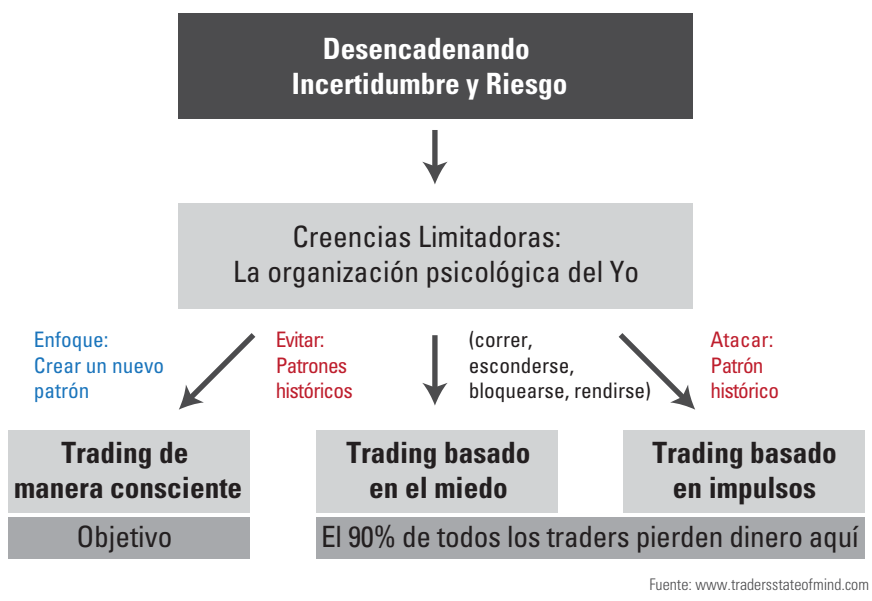 Desencadenando
Incertidumbre y Riesgo
Creencias Limitadoras:
La organización psicológica del Yo
Enfoque:
Crear un nuevo
patrón
Evitar:
Patrones
históricos
(correr,
esconderse,
bloquearse, rendirse)
Atacar:
Patrón
histórico
Trading de
manera consciente
Objetivo
Trading basado
en el miedo
Trading basado
en impulsos
El 90% de todos los traders pierden dinero aquí
Fuente: www.tradersstateofmind.com